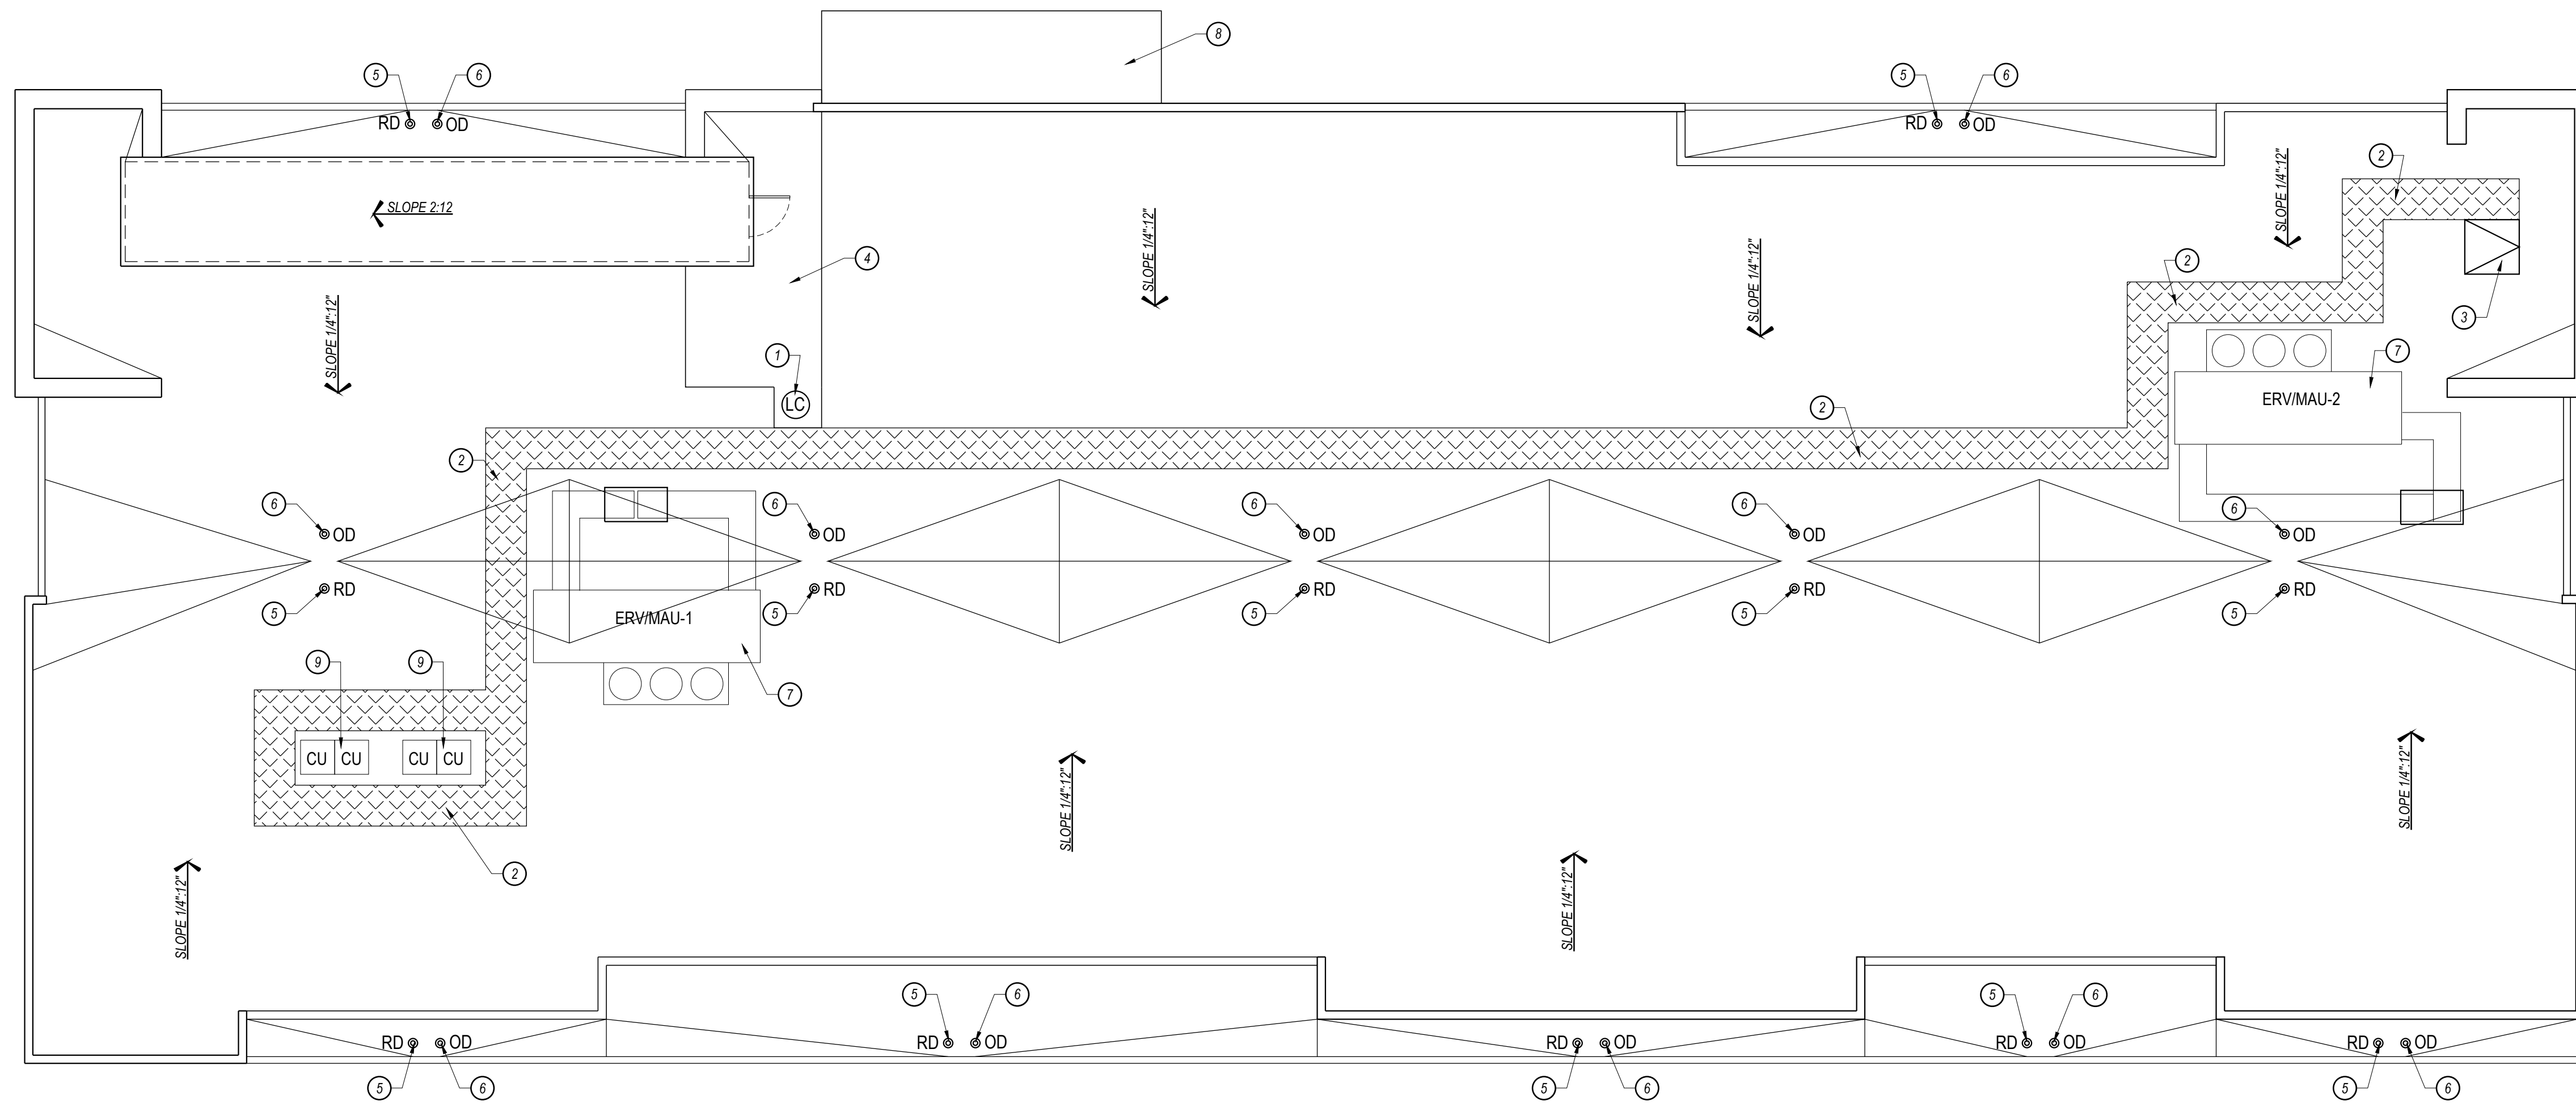 8
5
6
5
6
RD
OD
RD
OD
2
SLOPE 2:12
SLOPE 1/4":12"
SLOPE 1/4":12"
SLOPE 1/4":12"
4
2
SLOPE 1/4":12"
3
1
LC
7
ERV/MAU-2
2
2
6
OD
6
OD
6
OD
6
OD
6
OD
5
RD
5
RD
5
RD
5
RD
5
RD
ERV/MAU-1
9
9
7
CU
CU
CU
CU
SLOPE 1/4":12"
SLOPE 1/4":12"
2
SLOPE 1/4":12"
SLOPE 1/4":12"
5
6
5
6
RD
OD
RD
OD
RD
OD
RD
OD
RD
OD
5
6
5
6
5
6